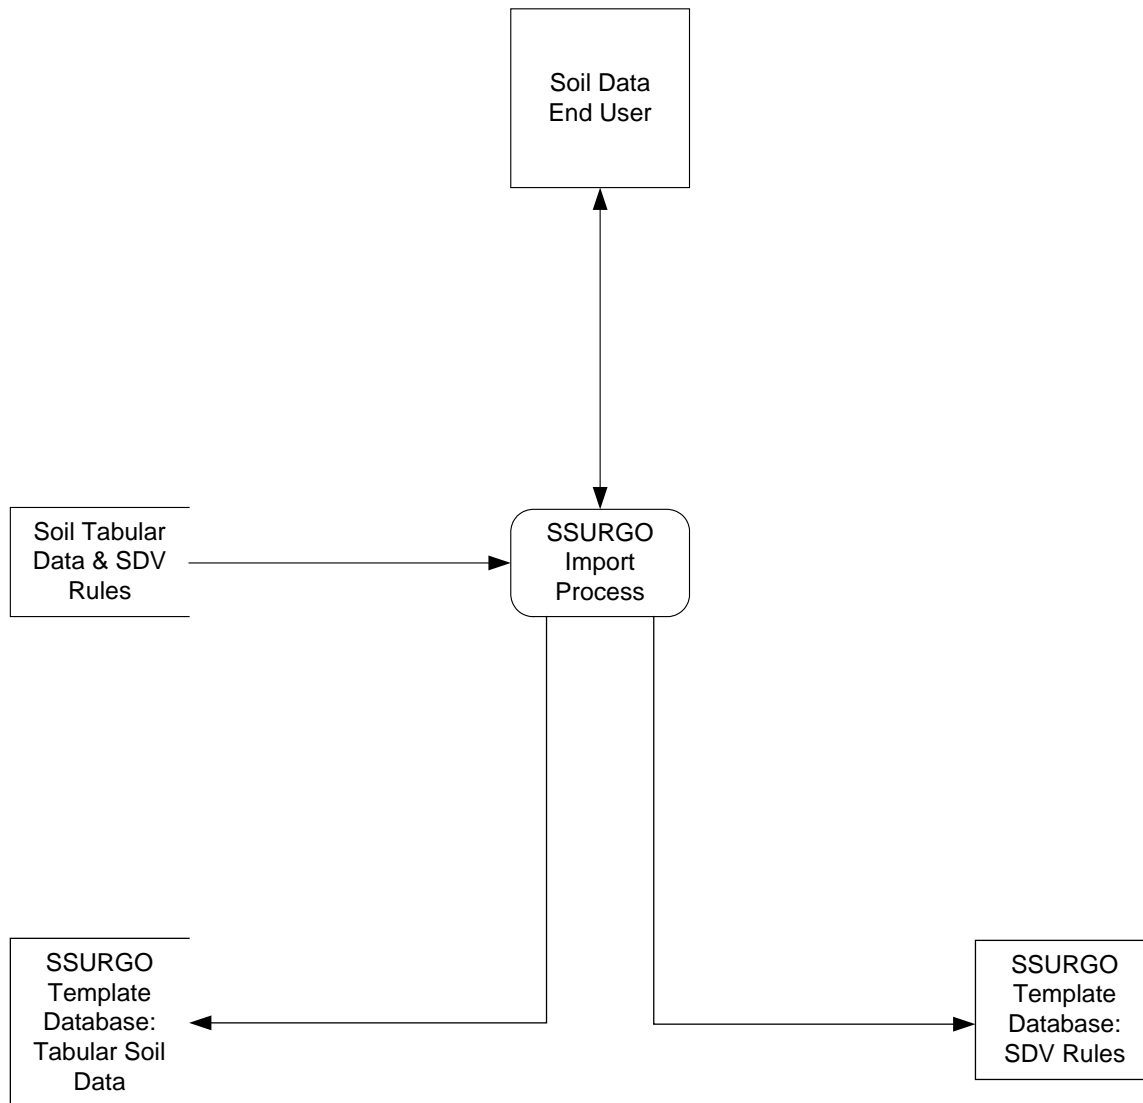 Soil Data
End User
Soil Tabular
Data & SDV
Rules
SSURGO
Import
Process
SSURGO
Template
Database:
Tabular Soil
Data
SSURGO
Template
Database:
SDV Rules